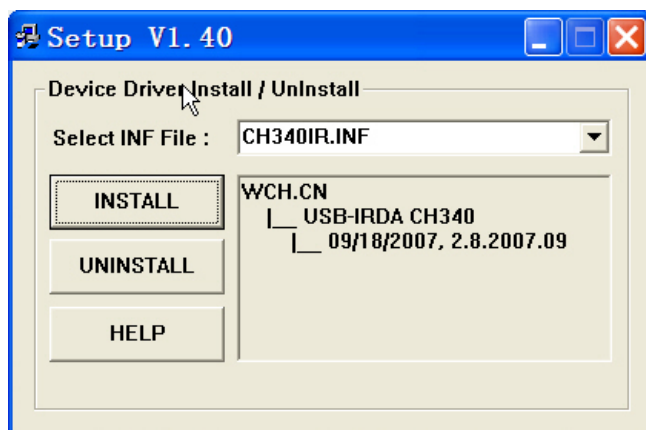 Setup V1.40
Device Driver Install / UnInstall
Select INF File : CH340IR.INF
INSTALL
WCH.CN
|__ USB-IRDA CH340
|__ 09/18/2007, 2.8.2007.09
UNINSTALL
HELP